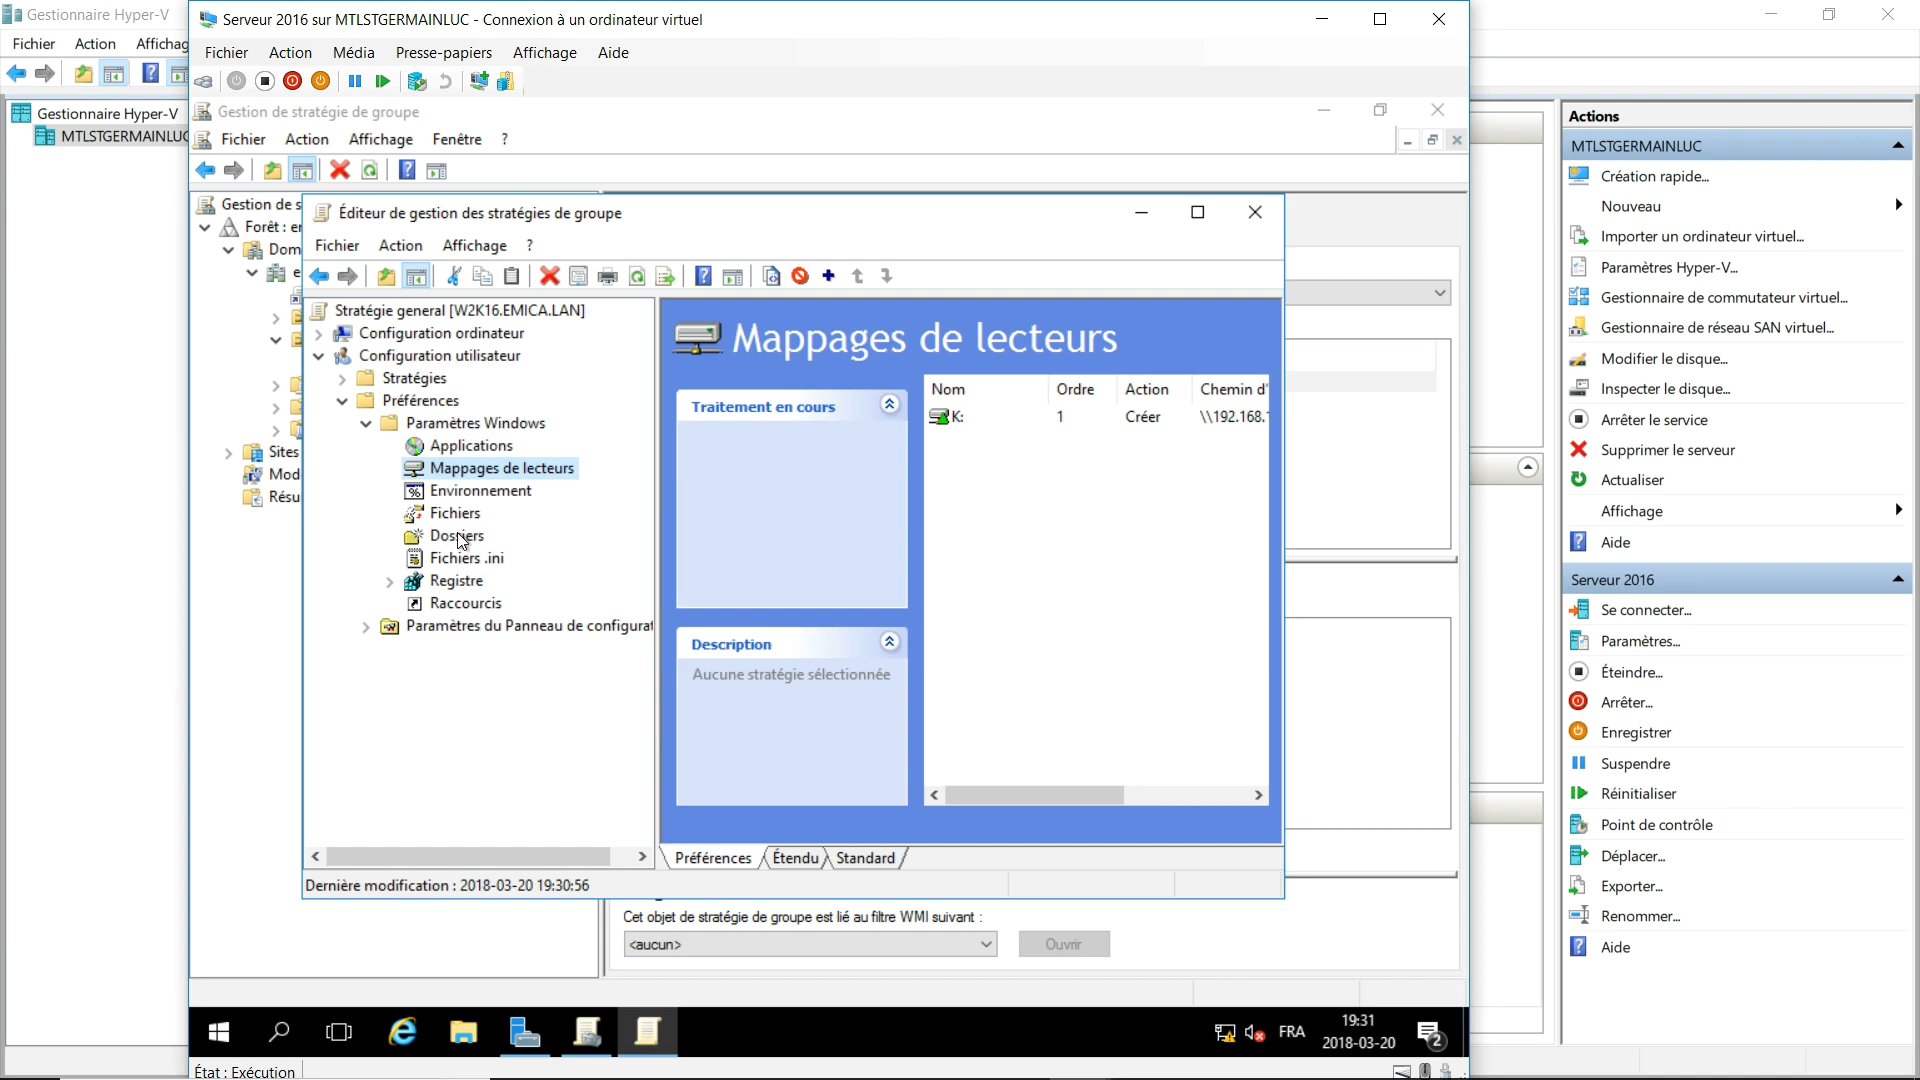 Gestionnaire Hyper-V
Fichier Action Affichag
Gestionnaire Hyper-V
MTLSTGERMAINLUC
Serveur 2016 sur MTLSTGERMAINLUC - Connexion à un ordinateur virtuel
Fichier Action Média Presse-papiers Affichage Aide
Gestion de stratégie de groupe
Fichier Action Affichage Fenêtre ?
Gestion de s
Forêt : er
Dom
e
Sites
Mod
Résu
Éditeur de gestion des stratégies de groupe
Fichier Action Affichage ?
Stratégie general [W2K16.EMICA.LAN]
Configuration ordinateur
Configuration utilisateur
Stratégies
Préférences
Paramètres Windows
Applications
Mappages de lecteurs
Environnement
Fichiers
Dossiers
Fichiers .ini
Registre
Raccourcis
Paramètres du Panneau de configurat
Mappages de lecteurs
Traitement en cours
Description
Aucune stratégie sélectionnée
Nom Ordre Action Chemin d'
K: 1 Créer \\192.168.1
Préférences Étendu Standard
Dernière modification : 2018-03-20 19:30:56
Cet objet de stratégie de groupe est lié au filtre WMI suivant :
<aucun> Ouvrir
FRA
19:31
2018-03-20
2
État : Exécution
Actions
MTLSTGERMAINLUC
Création rapide...
Nouveau
Importer un ordinateur virtuel...
Paramètres Hyper-V...
Gestionnaire de commutateur virtuel...
Gestionnaire de réseau SAN virtuel...
Modifier le disque...
Inspecter le disque...
Arrêter le service
Supprimer le serveur
Actualiser
Affichage
Aide
Serveur 2016
Se connecter...
Paramètres...
Éteindre...
Arrêter...
Enregistrer
Suspendre
Réinitialiser
Point de contrôle
Déplacer...
Exporter...
Renommer...
Aide